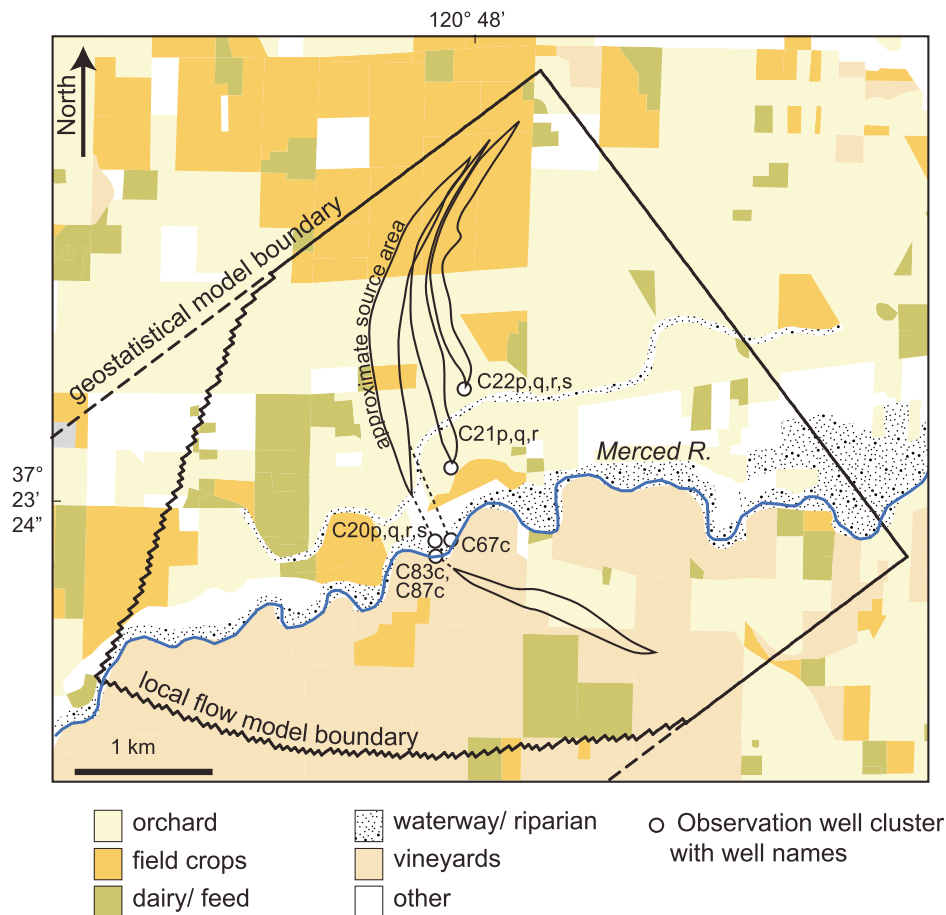 120° 48’
North
geostatistical model boundary
approximate source area
C22p,q,r,s
C21p,q,r
Merced R.
37°
23’
24”
C20p,q,r,s
C67c
C83c,
C87c
local flow model boundary
1 km
orchard
field crops
dairy/ feed
waterway/ riparian
vineyards
other
Observation well cluster
with well names